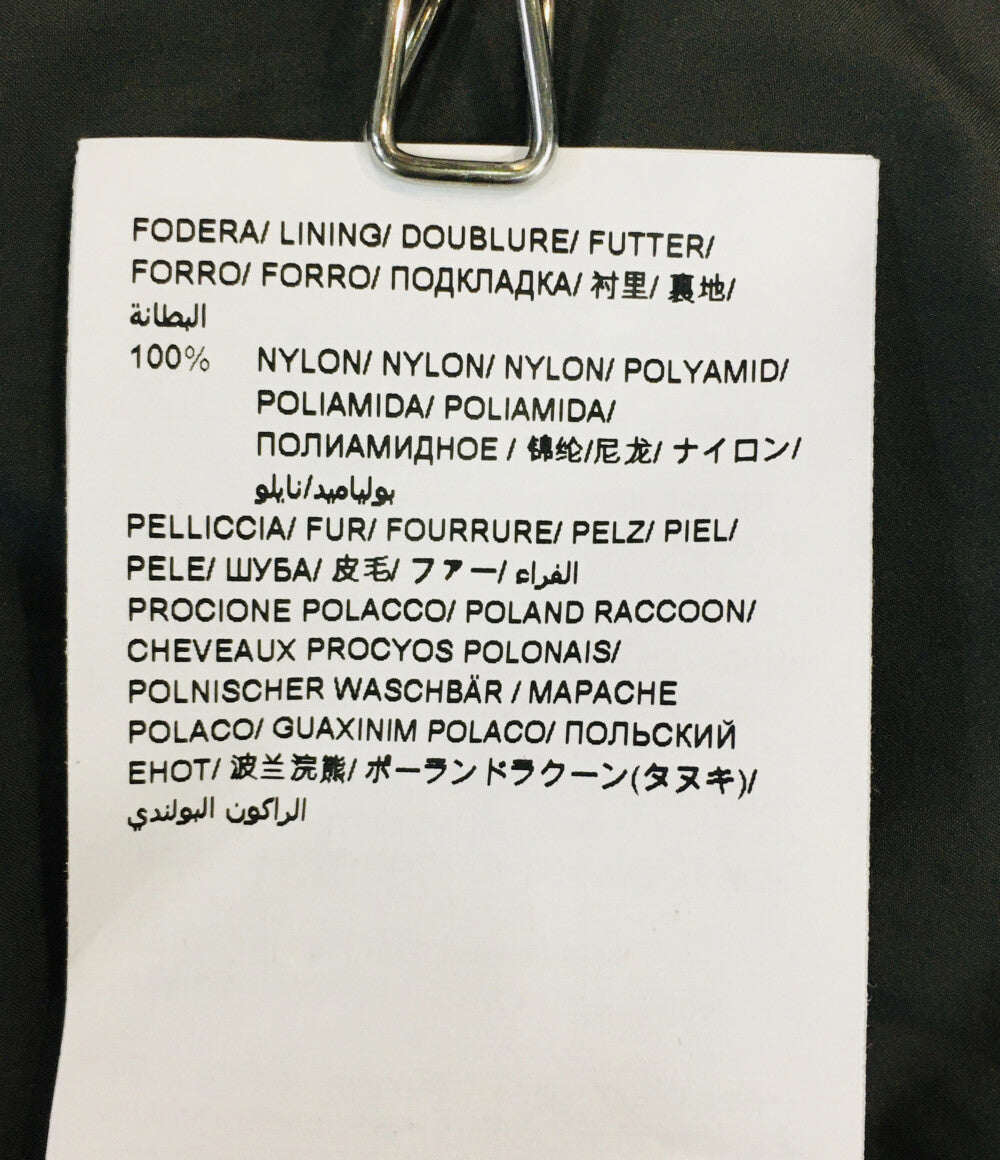 FODERA/ LINING/ DOUBLURE/ FUTTER/
FORRO/ FORRO/ ПОДКЛАДКА/ 衬里/ 裏地/
البطانة
100% NYLON/ NYLON/ NYLON/ POLYAMID/
POLIAMIDA/ POLIAMIDA/
ПОЛИАМИДНОЕ / 锦纶/尼龙/ ナイロン/
بولياميد/نايلو
PELLICCIA/ FUR/ FOURRURE/ PELZ/ PIEL/
PELE/ ШУБА/ 皮毛/ ファー/ الفراء
PROCIONE POLACCO/ POLAND RACCOON/
CHEVEAUX PROCYOS POLONAIS/
POLNISCHER WASCHBÄR / MAPACHE
POLACO/ GUAXINIM POLACO/ ПОЛЬСКИЙ
ЕНОТ/ 波兰浣熊/ ポーランドラクーン(タヌキ)/
الراكون البولندي